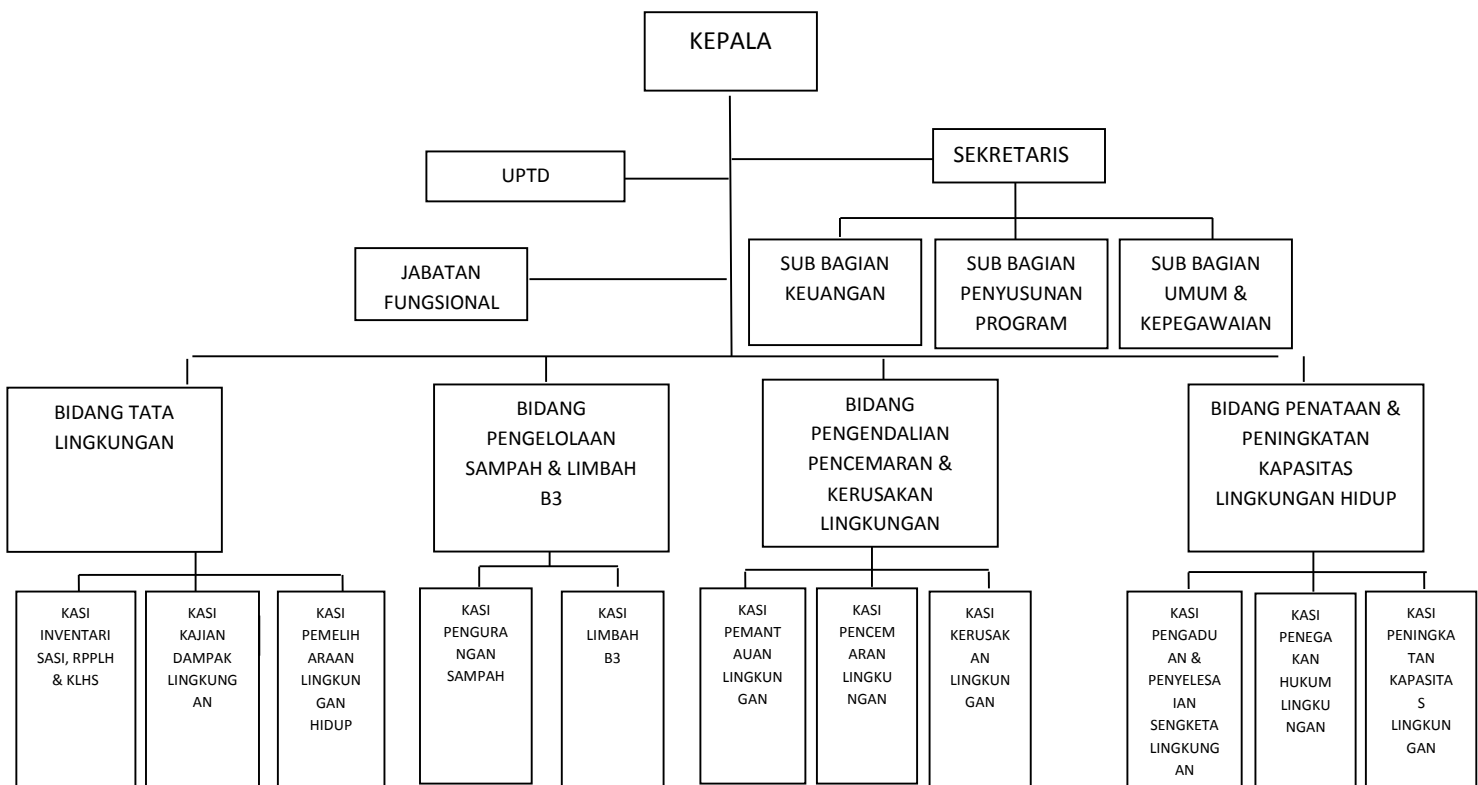 KEPALA
SEKRETARIS
UPTD
SUB BAGIAN
KEUANGAN
SUB BAGIAN
PENYUSUNAN
PROGRAM
SUB BAGIAN
UMUM &
KEPEGAWAIAN
JABATAN
FUNGSIONAL
BIDANG TATA
LINGKUNGAN
BIDANG
PENGELOLAAN
SAMPAH & LIMBAH
B3
BIDANG
PENGENDALIAN
PENCEMARAN &
KERUSAKAN
LINGKUNGAN
BIDANG PENATAAN &
PENINGKATAN
KAPASITAS
LINGKUNGAN HIDUP
KASI
INVENTARI
SASI, RPPLH
& KLHS
KASI
KAJIAN
DAMPAK
LINGKUNG
AN
KASI
PEMELIH
ARAAN
LINGKUN
GAN
HIDUP
KASI
PENGURA
NGAN
SAMPAH
KASI
LIMBAH
B3
KASI
PEMANT
AUAN
LINGKUN
GAN
KASI
PENCEM
ARAN
LINGKU
NGAN
KASI
KERUSAK
AN
LINGKUN
GAN
KASI
PENGADU
AN &
PENYELESA
IAN
SENGKETA
LINGKUNG
AN
KASI
PENEGA
KAN
HUKUM
LINGKU
NGAN
KASI
PENINGKA
TAN
KAPASITA
S
LINGKUN
GAN